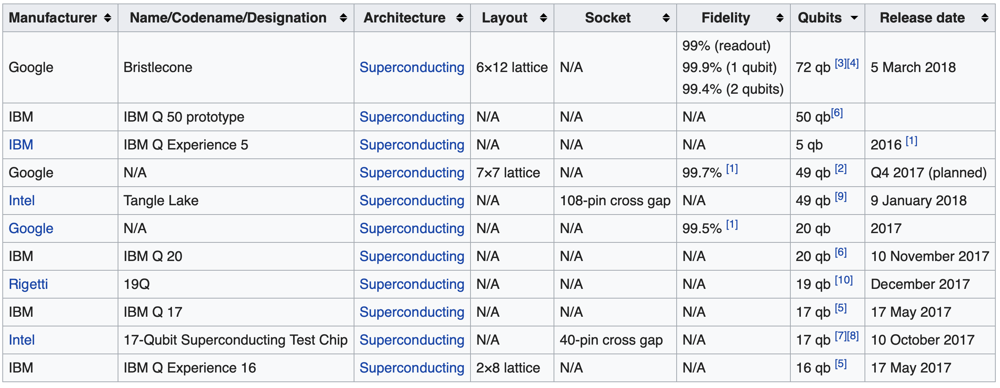 Manufacturer Name/Codename/Designation Architecture Layout Socket Fidelity Qubits Release date
Google Bristlecone Superconducting 6×12 lattice N/A 99% (readout) 72 qb [3][4] 5 March 2018
99.9% (1 qubit)
99.4% (2 qubits)
IBM IBM Q 50 prototype Superconducting N/A N/A N/A 50 qb[6]
IBM IBM Q Experience 5 Superconducting N/A N/A N/A 5 qb 2016 [1]
Google N/A Superconducting 7×7 lattice N/A 99.7% [1] 49 qb [2] Q4 2017 (planned)
Intel Tangle Lake Superconducting N/A 108-pin cross gap N/A 49 qb [9] 9 January 2018
Google N/A Superconducting N/A N/A 99.5% [1] 20 qb 2017
IBM IBM Q 20 Superconducting N/A N/A N/A 20 qb [6] 10 November 2017
Rigetti 19Q Superconducting N/A N/A N/A 19 qb [10] December 2017
IBM IBM Q 17 Superconducting N/A N/A N/A 17 qb [5] 17 May 2017
Intel 17-Qubit Superconducting Test Chip Superconducting N/A 40-pin cross gap N/A 17 qb [7][8] 10 October 2017
IBM IBM Q Experience 16 Superconducting 2×8 lattice N/A N/A 16 qb [5] 17 May 2017